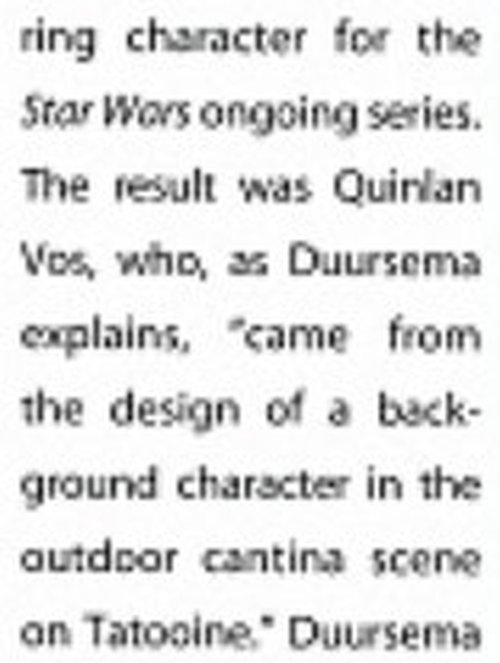 ring character for the
Star Wars ongoing series.
The result was Quinlan
Vos, who, as Duursema
explains, "came from
the design of a back-
ground character in the
outdoor cantina scene
on Tatooine." Duursema